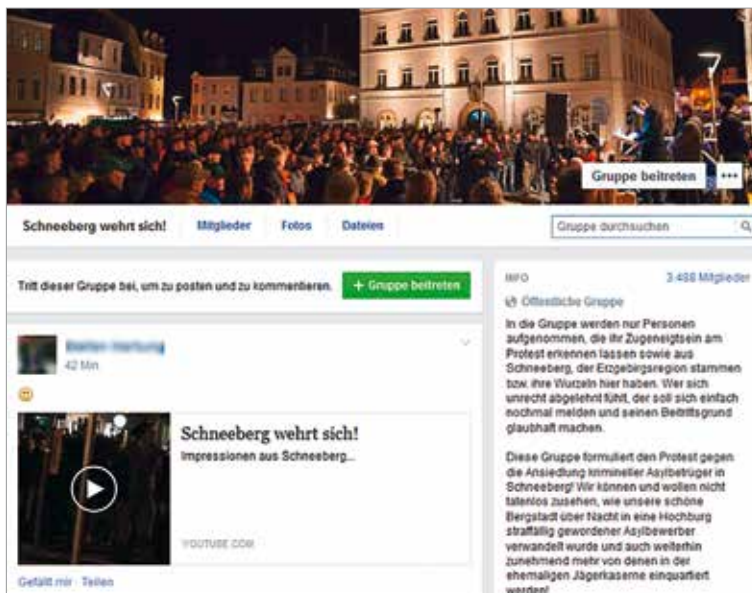 Gruppe beitreten
Schneeberg wehrt sich!
Mitglieder
Fotos
Dateien
Gruppe durchsuchen
Tritt dieser Gruppe bei, um zu posten und zu kommentieren.
+ Gruppe beitreten
42 Min
Schneeberg wehrt sich!
Impressionen aus Schneeberg...
YOUTUBE.COM
Gefällt mir · Teilen
INFO
3.488 Mitglieder
Öffentliche Gruppe
In die Gruppe werden nur Personen
aufgenommen, die ihr Zugeneigtsein am
Protest erkennen lassen sowie aus
Schneeberg, der Erzgebirgsregion stammen
bzw. ihre Wurzeln hier haben. Wer sich
unrecht abgelehnt fühlt, der soll sich einfach
nochmal melden und seinen Beitrittsgrund
glaubhaft machen.
Diese Gruppe formuliert den Protest gegen
die Ansiedlung krimineller Asylbetrüger in
Schneeberg! Wir können und wollen nicht
tatenlos zusehen, wie unsere schöne
Bergstadt über Nacht in eine Hochburg
straffällig gewordener Asylbewerber
verwandelt wurde und auch weiterhin
zunehmend mehr von denen in der
ehemaligen Jägerkaserne einquartiert
werden!